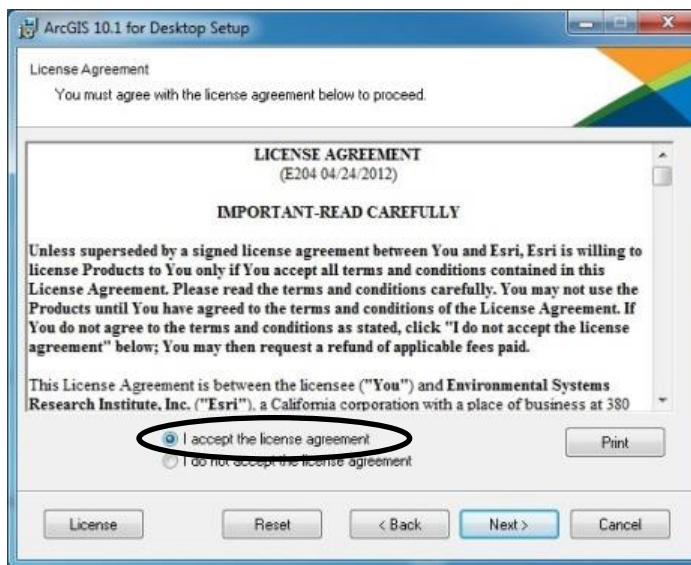 ArcGIS 10.1 for Desktop Setup
License Agreement
You must agree with the license agreement below to proceed.
LICENSE AGREEMENT
(E204 04/24/2012)
IMPORTANT-READ CAREFULLY
Unless superseded by a signed license agreement between You and Esri, Esri is willing to
license Products to You only if You accept all terms and conditions contained in this
License Agreement. Please read the terms and conditions carefully. You may not use the
Products until You have agreed to the terms and conditions of the License Agreement. If
You do not agree to the terms and conditions as stated, click "I do not accept the license
agreement" below; You may then request a refund of applicable fees paid.
This License Agreement is between the licensee ("You") and Environmental Systems
Research Institute, Inc. ("Esri"), a California corporation with a place of business at 380
I accept the license agreement
Print
I do not accept the license agreement
License
Reset
< Back
Next >
Cancel